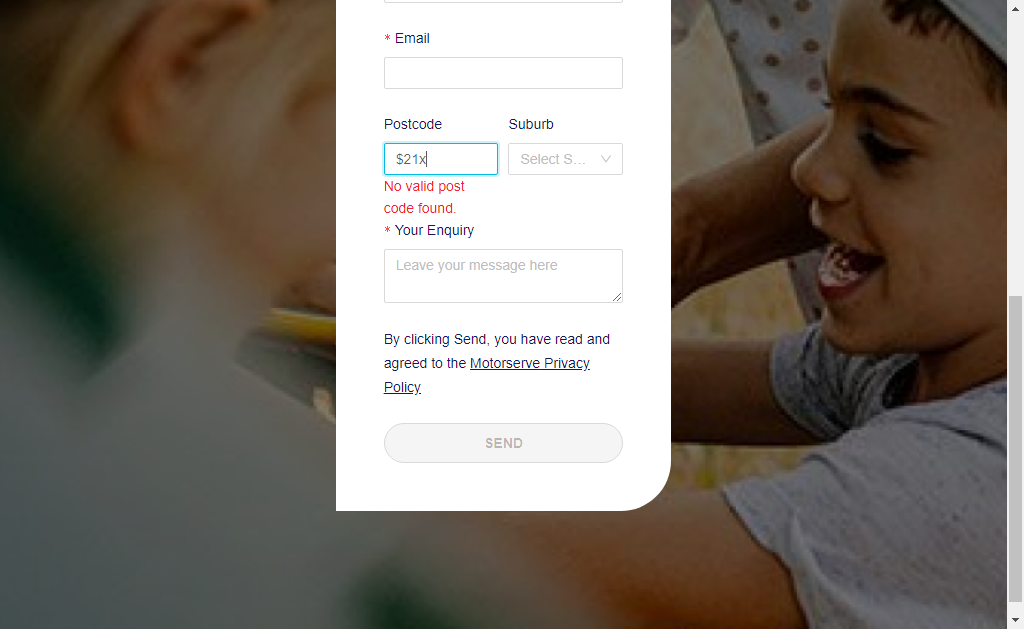 * Email
Postcode
Suburb
$21x
Select S...
No valid post
code found.
* Your Enquiry
Leave your message here
By clicking Send, you have read and
agreed to the Motorserve Privacy
Policy
SEND